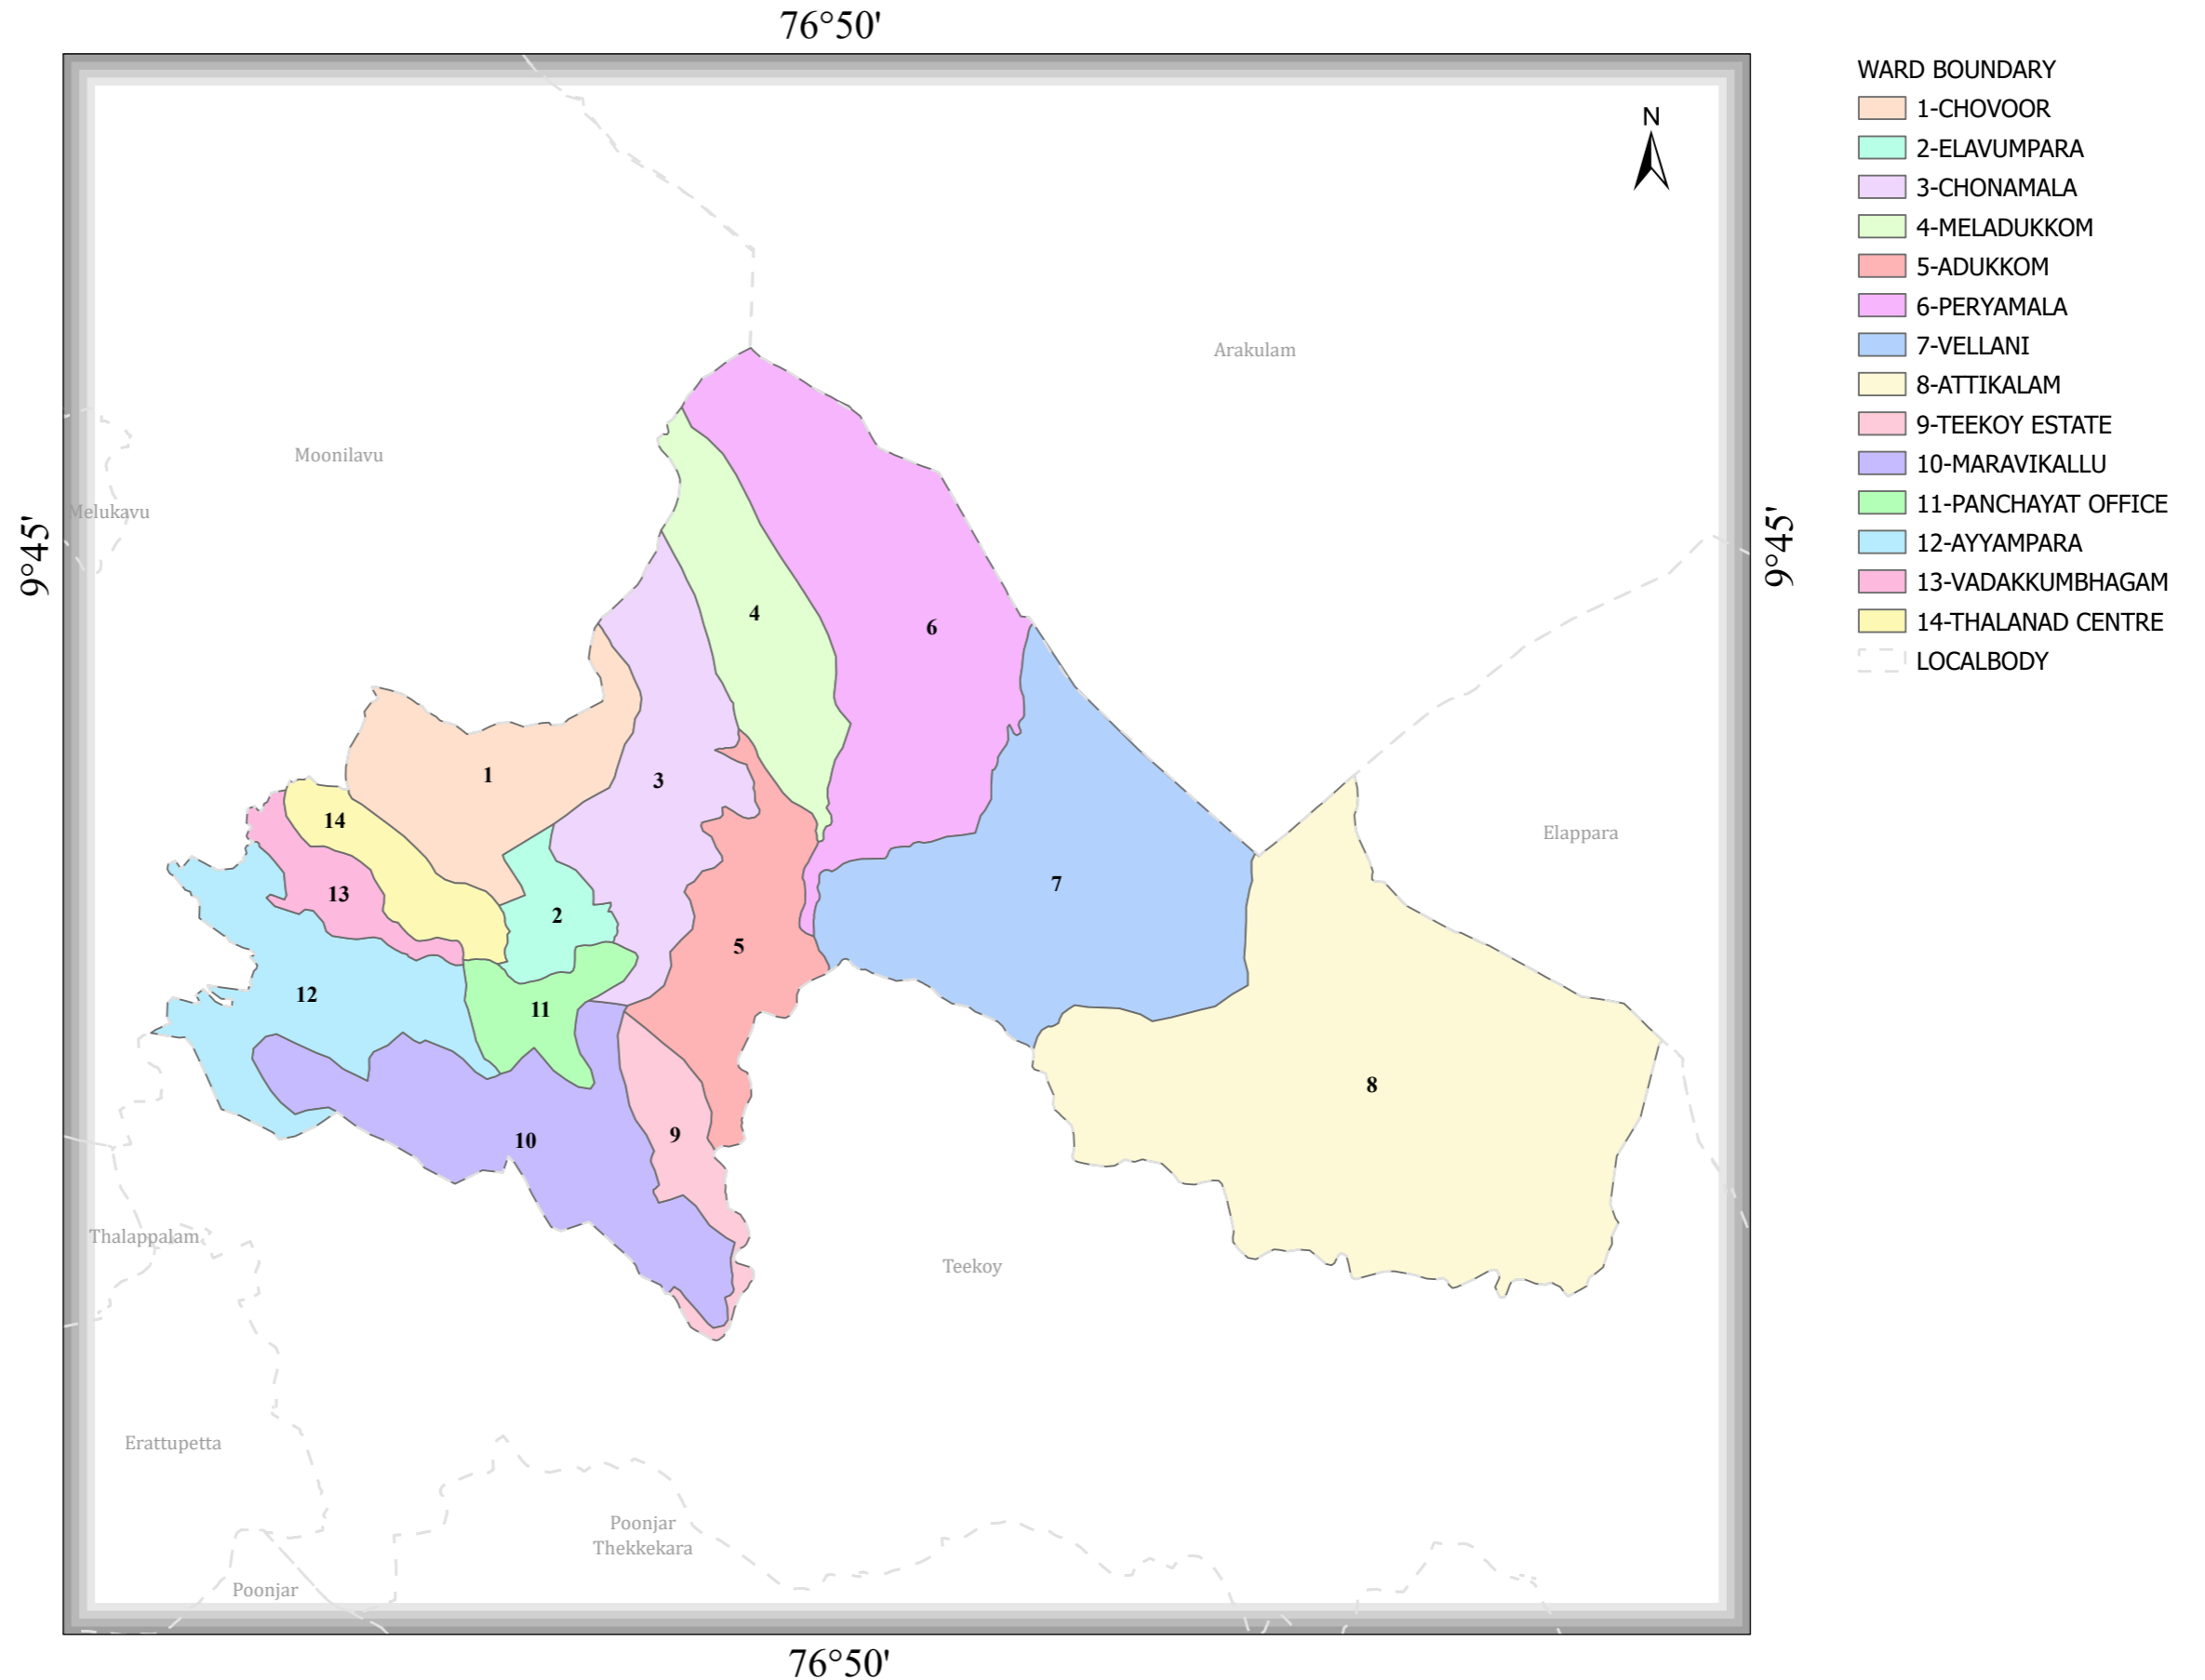 76°50'
WARD BOUNDARY
1-CHOVOOR
2-ELAVUMPARA
3-CHONAMALA
4-MELADUKKOM
5-ADUKKOM
6-PERYAMALA
7-VELLANI
8-ATTIKALAM
9-TEEKOY ESTATE
10-MARAVIKALLU
11-PANCHAYAT OFFICE
12-AYYAMPARA
13-VADAKKUMBHAGAM
14-THALANAD CENTRE
LOCALBODY
N
Arakulam
Moonilavu
Melukavu
9°45'
9°45'
4
6
1
3
14
Elappara
13
7
2
5
12
11
8
9
10
Thalappalam
Teekoy
Erattupetta
Poonjar
Thekkekara
Poonjar
76°50'